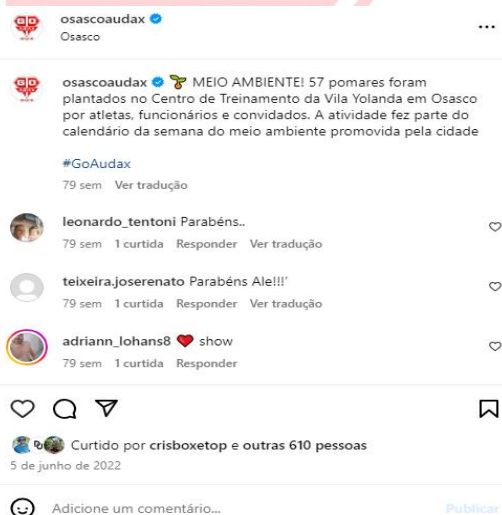 osascoaudax
Osasco
osascoaudax MEIO AMBIENTE! 57 pomares foram
plantados no Centro de Treinamento da Vila Yolanda em Osasco
por atletas, funcionários e convidados. A atividade fez parte do
calendário da semana do meio ambiente promovida pela cidade
#GoAudax
79 sem Ver tradução
leonardo_tentoni Parabéns..
79 sem 1 curtida Responder Ver tradução
teixeira.joserenato Parabéns Ale!!!'
79 sem 1 curtida Responder Ver tradução
adriann_lohans8 ❤️ show
79 sem 1 curtida Responder
Curtido por crisboxetop e outras 610 pessoas
5 de junho de 2022
Adicione um comentário... Publicar